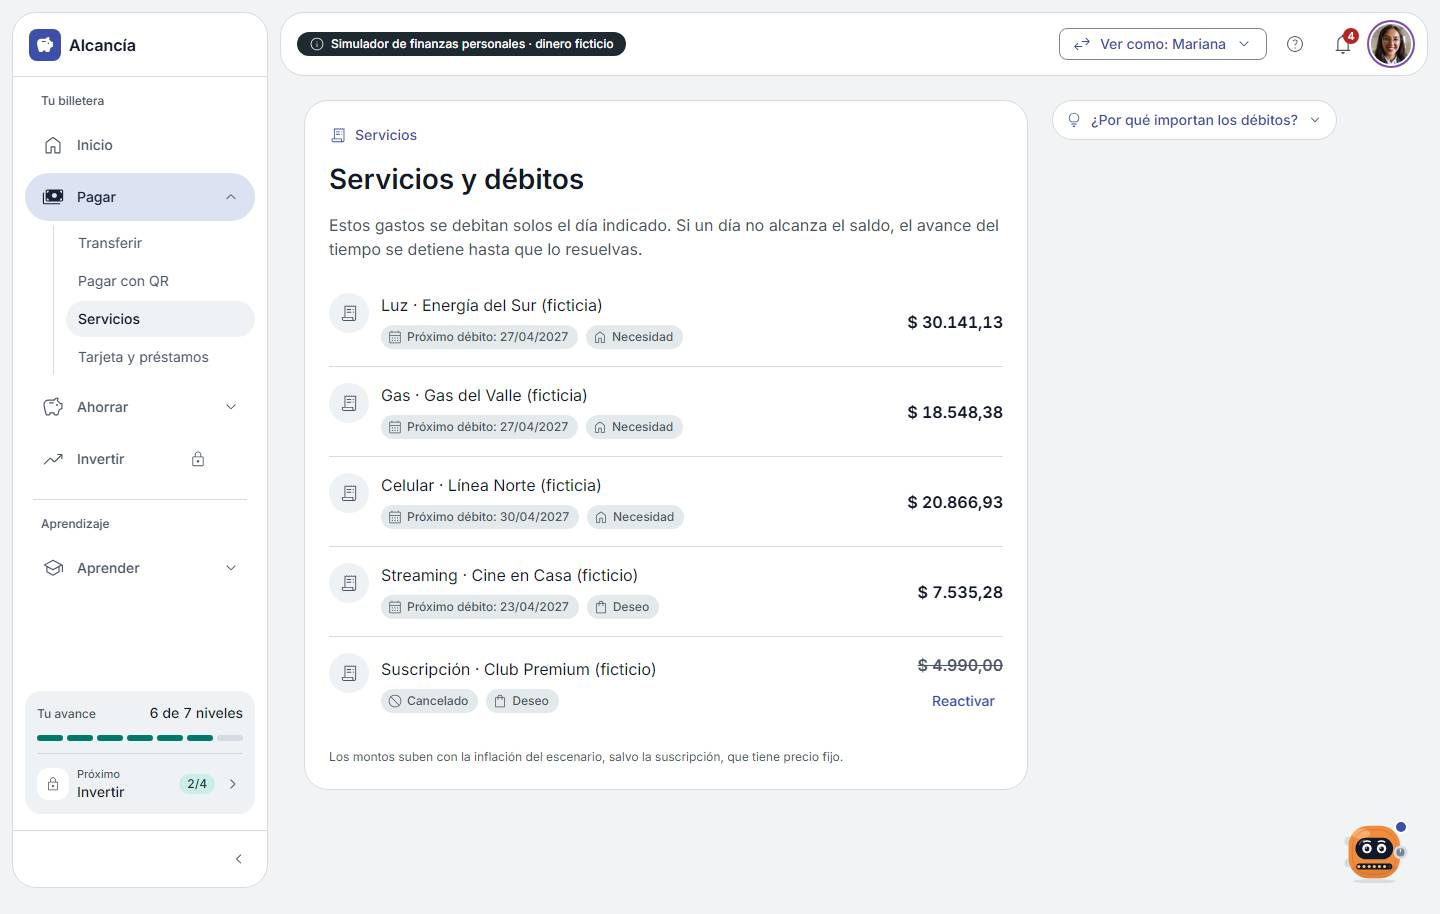 Alcancía
Simulador de finanzas personales · dinero ficticio
Ver como: Mariana
4
Tu billetera
Inicio
Pagar
Transferir
Pagar con QR
Servicios
Tarjeta y préstamos
Ahorrar
Invertir
Aprendizaje
Aprender
Tu avance
6 de 7 niveles
Próximo
Invertir
2/4
Servicios
Servicios y débitos
Estos gastos se debitan solos el día indicado. Si un día no alcanza el saldo, el avance del
tiempo se detiene hasta que lo resuelvas.
Luz · Energía del Sur (ficticia)
Próximo débito: 27/04/2027
Necesidad
$ 30.141,13
Gas · Gas del Valle (ficticia)
Próximo débito: 27/04/2027
Necesidad
$ 18.548,38
Celular · Línea Norte (ficticia)
Próximo débito: 30/04/2027
Necesidad
$ 20.866,93
Streaming · Cine en Casa (ficticio)
Próximo débito: 23/04/2027
Deseo
$ 7.535,28
Suscripción · Club Premium (ficticio)
Cancelado
Deseo
$ 4.990,00
Reactivar
Los montos suben con la inflación del escenario, salvo la suscripción, que tiene precio fijo.
¿Por qué importan los débitos?